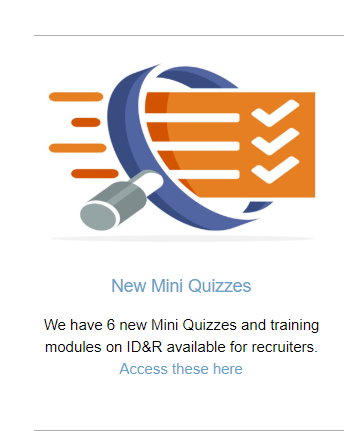 New Mini Quizzes
We have 6 new Mini Quizzes and training
modules on ID&R available for recruiters.
Access these here